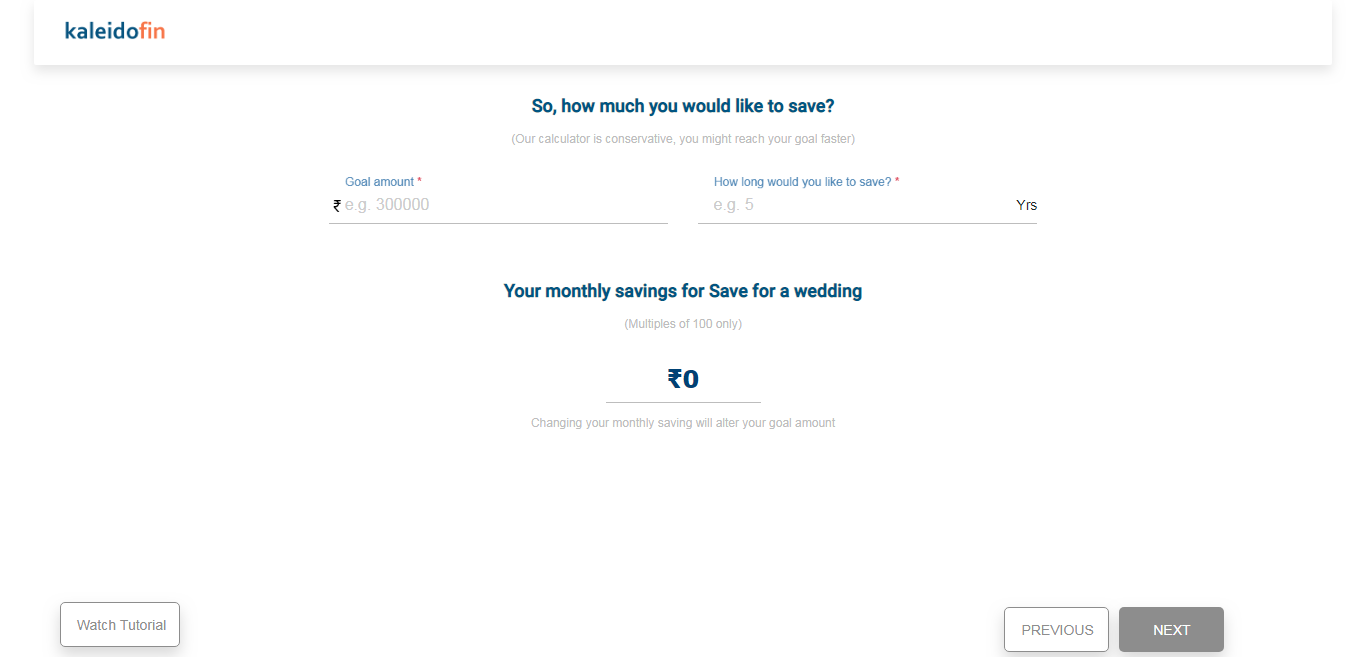 kaleidofin
So, how much you would like to save?
(Our calculator is conservative, you might reach your goal faster)
Goal amount *
₹ e.g. 300000
How long would you like to save? *
e.g. 5 Yrs
Your monthly savings for Save for a wedding
(Multiples of 100 only)
₹0
Changing your monthly saving will alter your goal amount
Watch Tutorial
PREVIOUS
NEXT